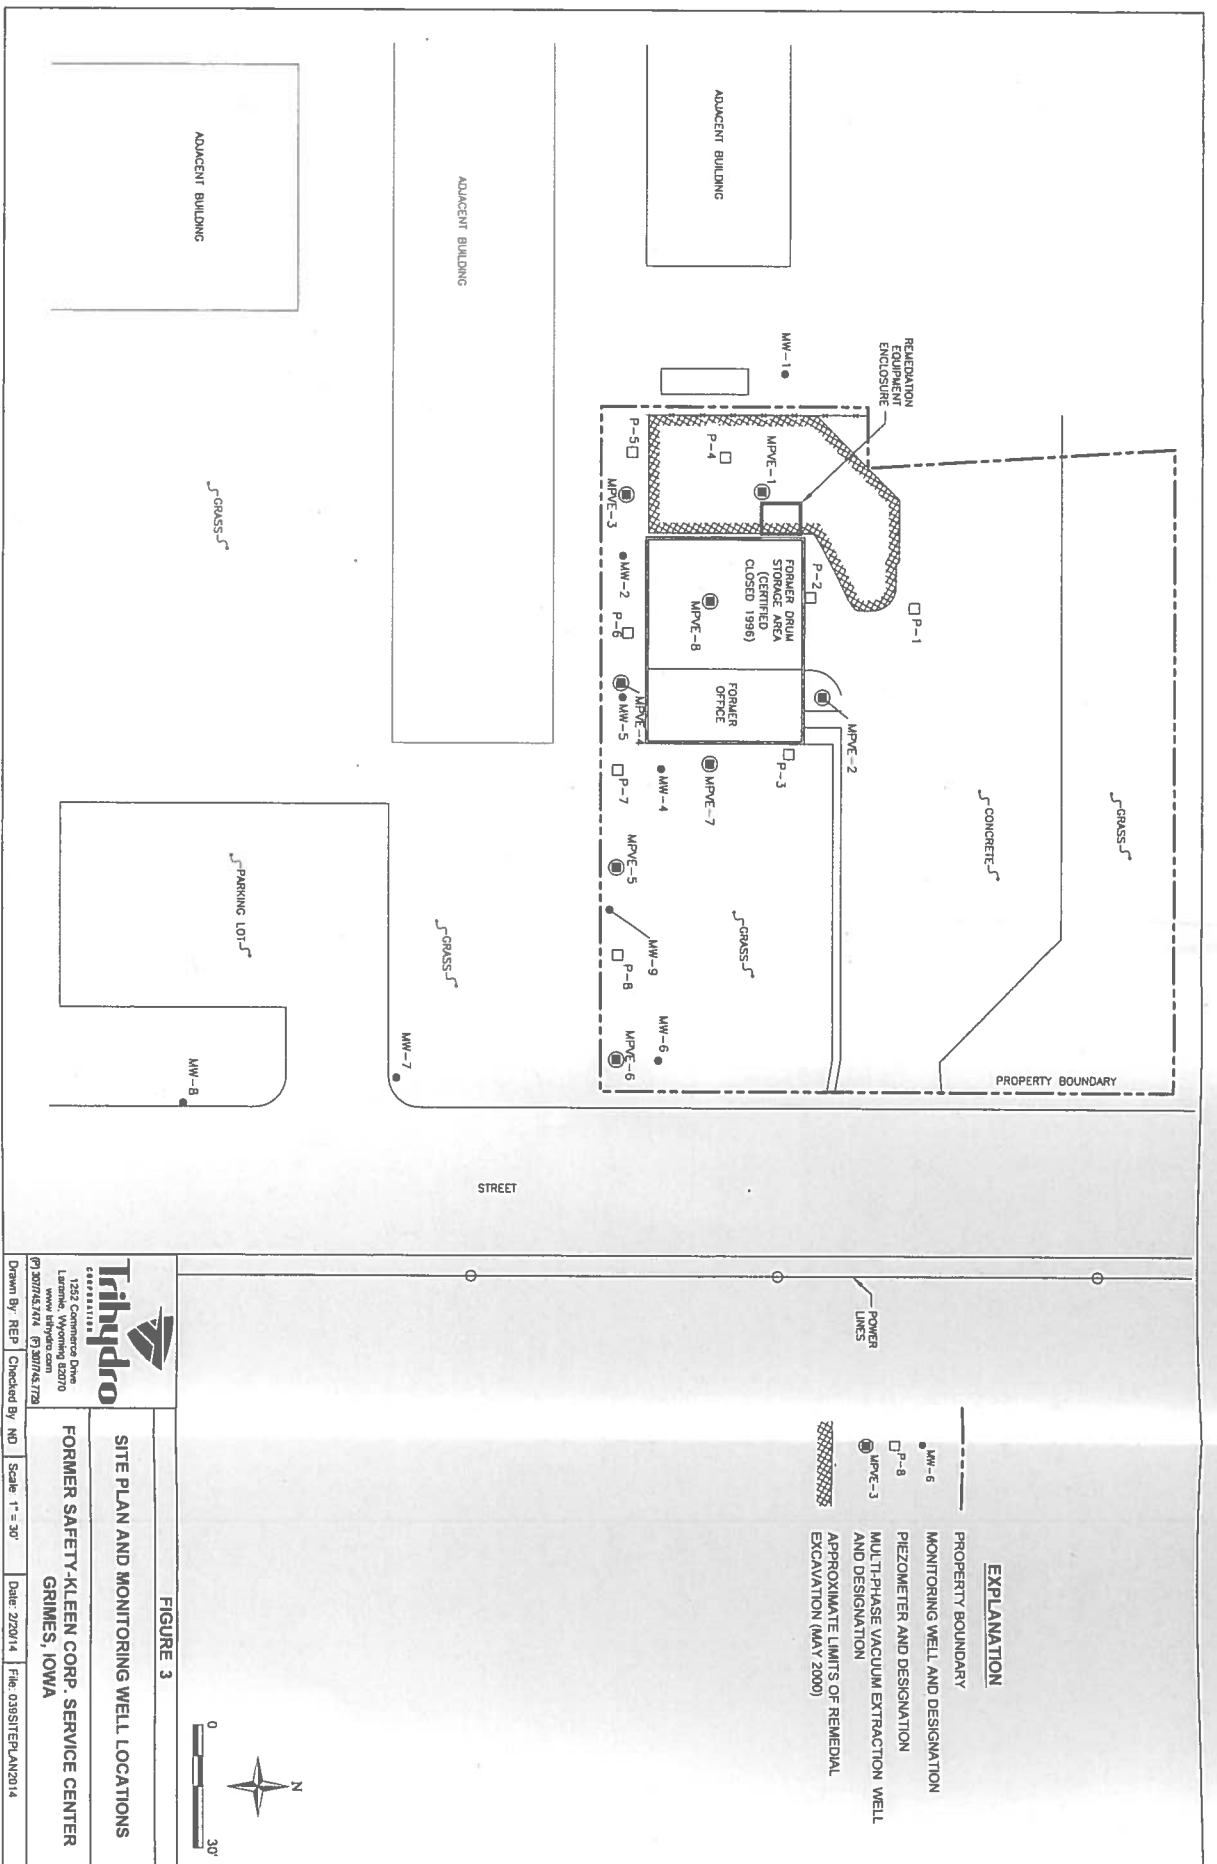 ADJACENT BUILDING
ADJACENT BUILDING
ADJACENT BUILDING
REMEDIATION
EQUIPMENT
ENCLOSURE
MW-1
P-5
P-4
MPVE-1
MPVE-3
MW-2
P-6
MPVE-4
MW-5
P-7
MW-4
MPVE-7
MPVE-5
MW-9
P-8
MW-6
MPVE-6
FORMER DRUM
STORAGE AREA
(CERTIFIED
CLOSED 1996)
MPVE-8
FORMER
OFFICE
P-2
P-1
MPVE-2
P-3
CONCRETE
GRASS
GRASS
GRASS
GRASS
PARKING LOT
MW-7
MW-8
PROPERTY BOUNDARY
STREET
POWER
LINES
EXPLANATION
PROPERTY BOUNDARY
MW-6
MONITORING WELL AND DESIGNATION
P-8
PIEZOMETER AND DESIGNATION
MPVE-3
MULTI-PHASE VACUUM EXTRACTION WELL
AND DESIGNATION
APPROXIMATE LIMITS OF REMEDIAL
EXCAVATION (MAY 2000)
N
0
30'
Trihydro
CORPORATION
1252 Commerce Drive
Laramie, Wyoming 82070
www.trihydro.com
(P) 307/745.7474 (F) 307/745.7729
FIGURE 3
SITE PLAN AND MONITORING WELL LOCATIONS
FORMER SAFETY-KLEEN CORP. SERVICE CENTER
GRIMES, IOWA
Drawn By: REP
Checked By: ND
Scale: 1" = 30'
Date: 2/20/14
File: 039SITEPLAN2014